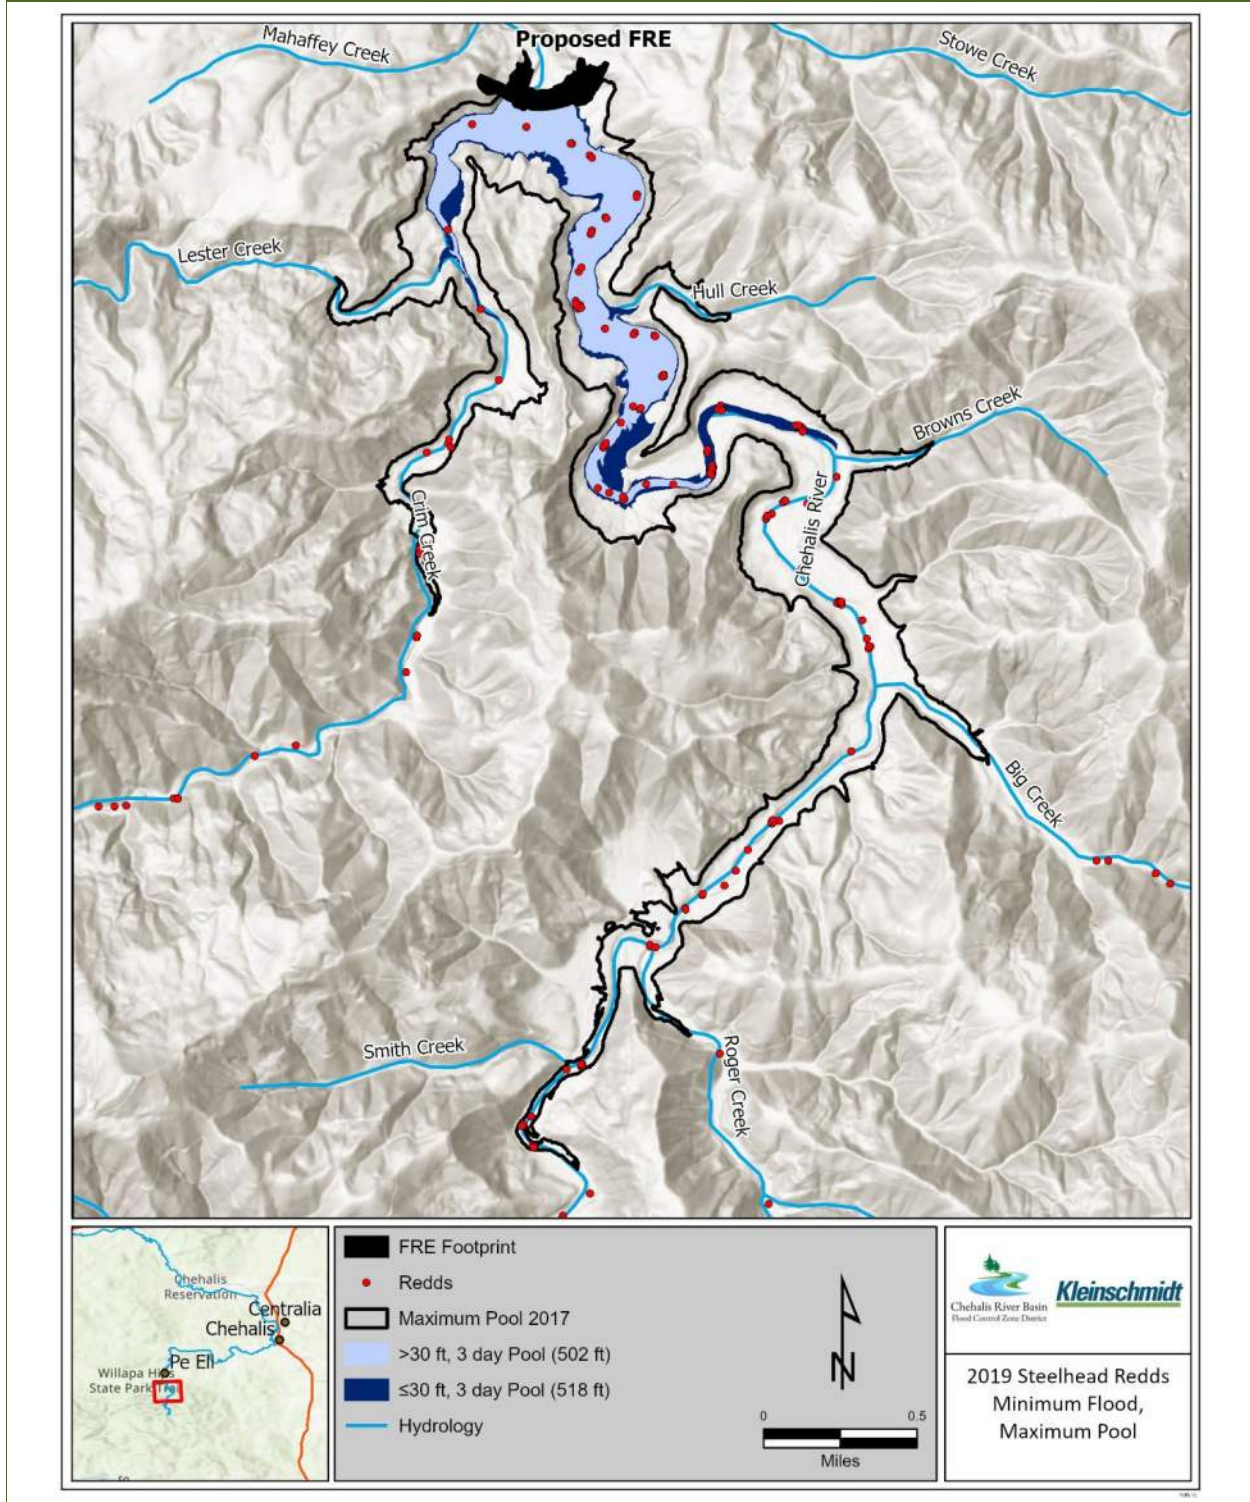 Proposed FRE
Mahaffey Creek
Stowe Creek
Lester Creek
Hull Creek
Browns Creek
Chehalis River
Crim Creek
Big Creek
Smith Creek
Roger Creek
Chehalis
Reservation
Centralia
Chehalis
Pe Ell
Willapa Hills
State Park Trail
FRE Footprint
Redds
Maximum Pool 2017
>30 ft, 3 day Pool (502 ft)
≤30 ft, 3 day Pool (518 ft)
Hydrology
N
0 0.5
Miles
Chehalis River Basin
Flood Control Zone District
Kleinschmidt
2019 Steelhead Redds
Minimum Flood,
Maximum Pool